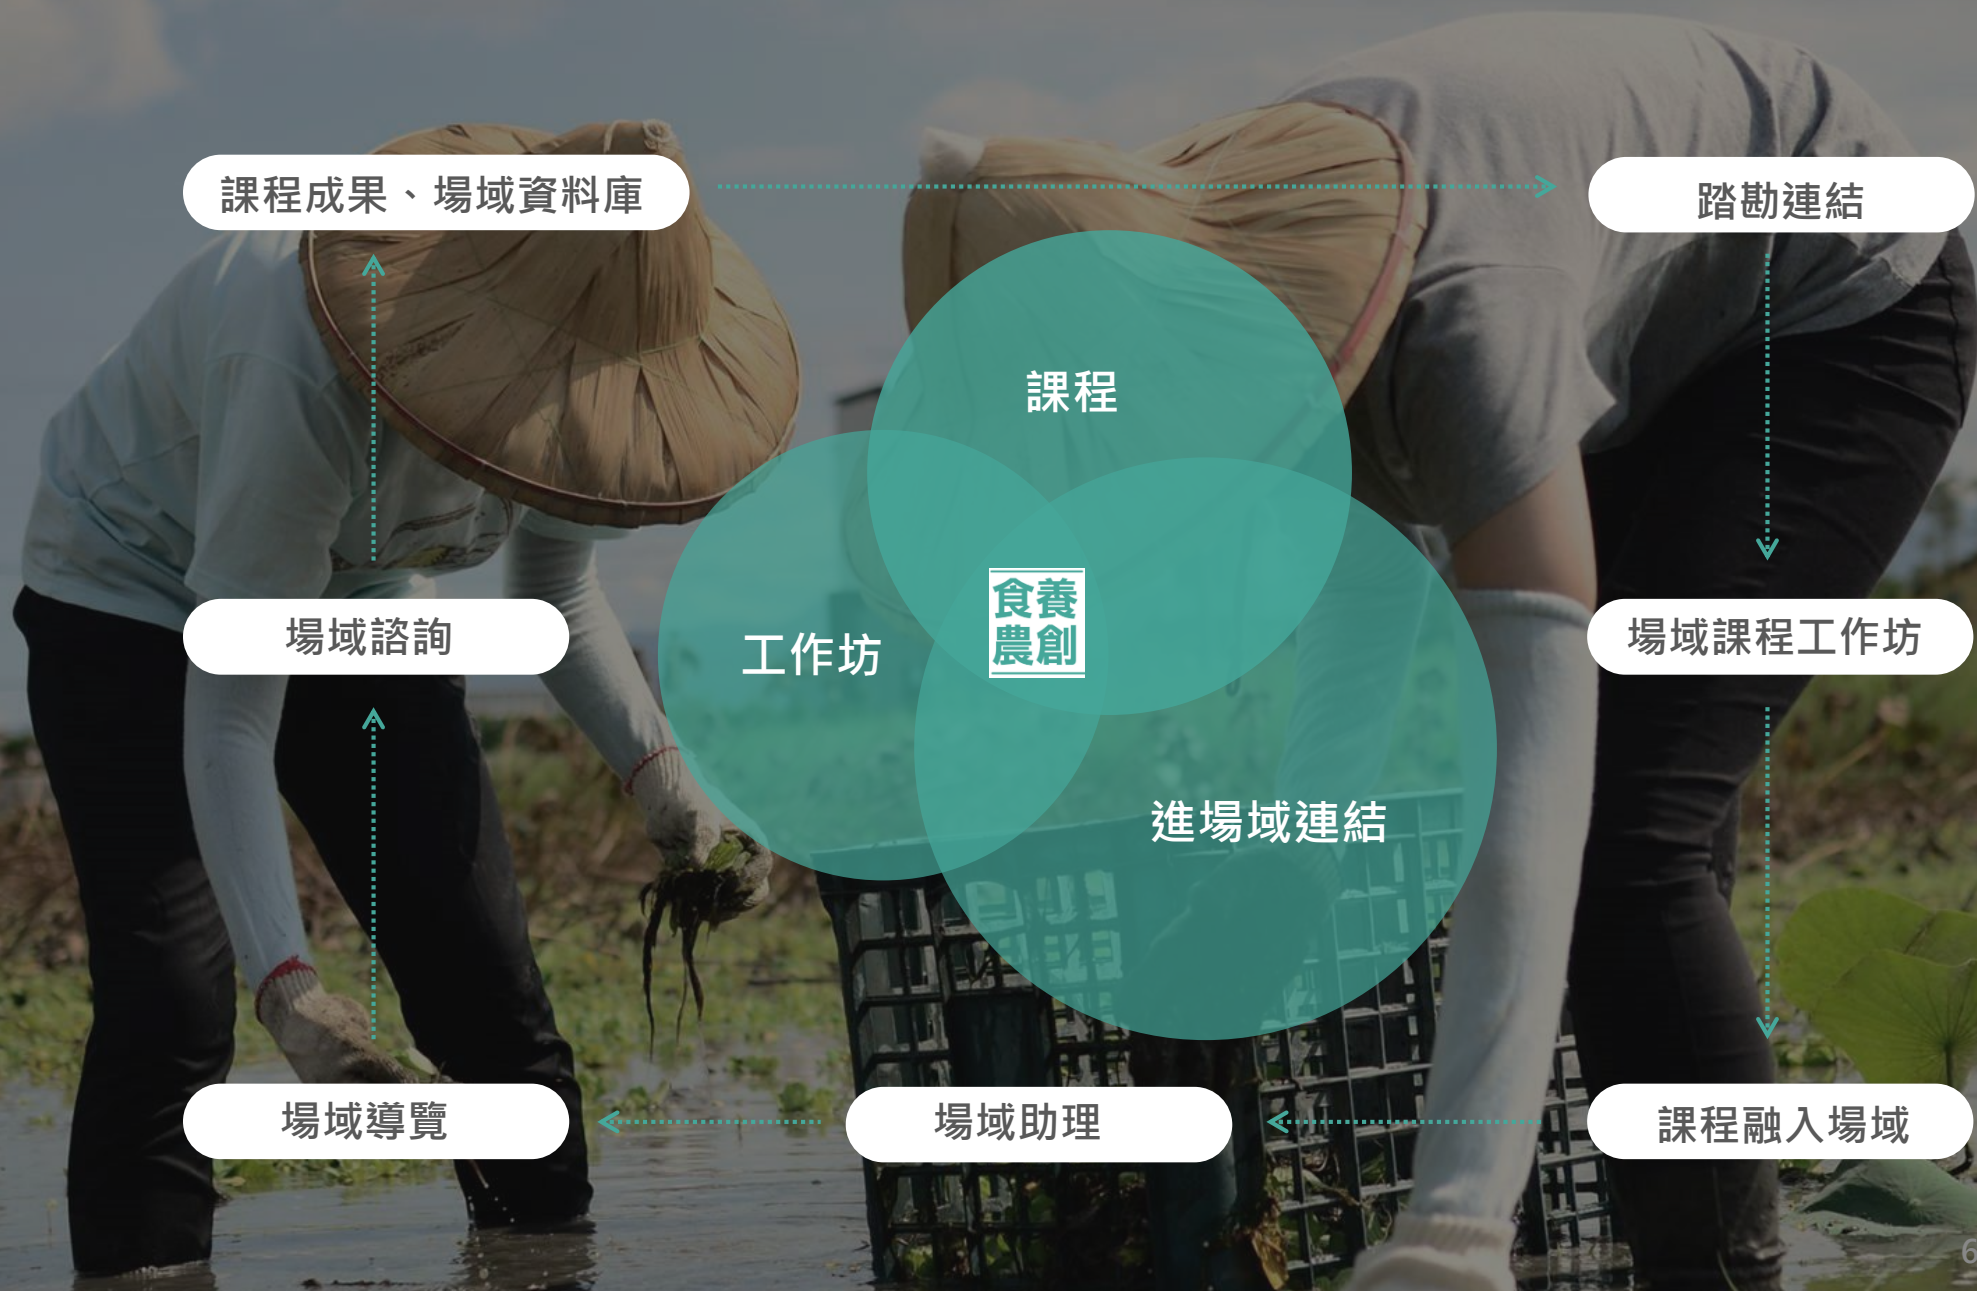 課程成果、場域資料庫
踏勘連結
課程
食養
農創
工作坊
場域諮詢
場域課程工作坊
進場域連結
場域導覽
場域助理
課程融入場域
6